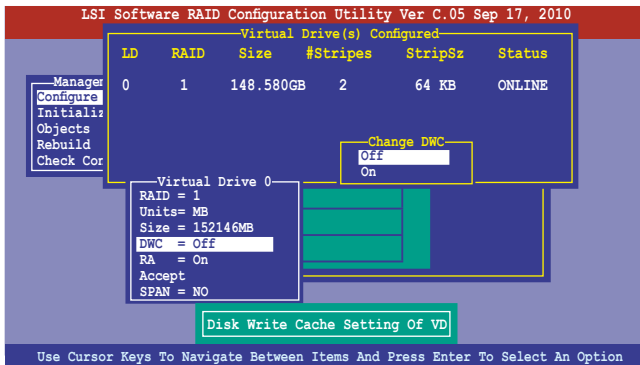 LSI Software RAID Configuration Utility Ver C.05 Sep 17, 2010
Virtual Drive(s) Configured
LD RAID Size #Stripes StripSz Status
0 1 148.580GB 2 64 KB ONLINE
Manage
Configure
Initializ
Objects
Rebuild
Check Con
Change DWC
Off
On
Virtual Drive 0
RAID = 1
Units= MB
Size = 152146MB
DWC = Off
RA = On
Accept
SPAN = NO
Disk Write Cache Setting Of VD
Use Cursor Keys To Navigate Between Items And Press Enter To Select An Option